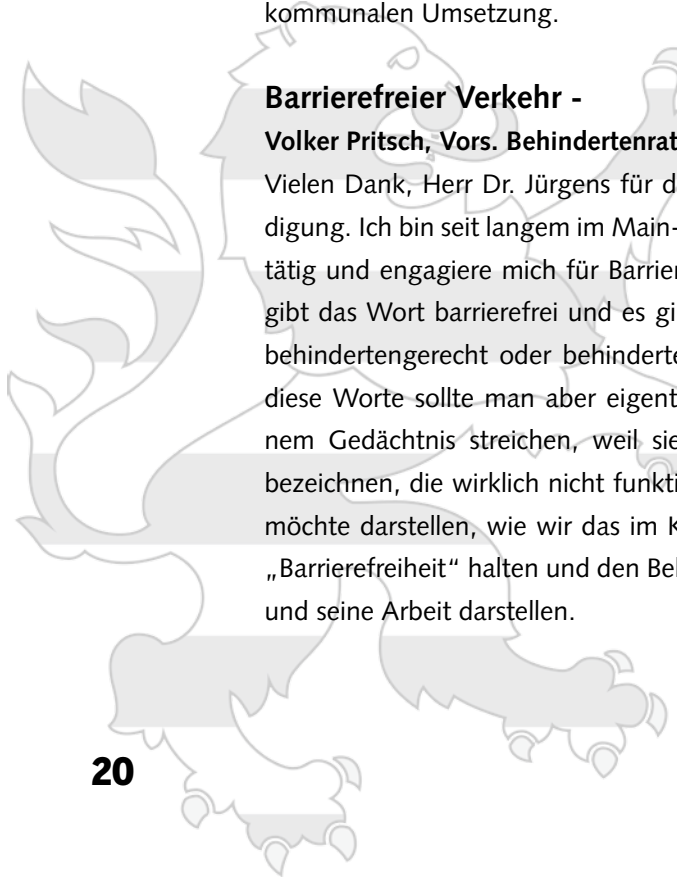 kommunalen Umsetzung.
Barrierefreier Verkehr -
Volker Pritsch, Vors. Behindertenrat
Vielen Dank, Herr Dr. Jürgens für d
digung. Ich bin seit langem im Main-
tätig und engagiere mich für Barrier
gibt das Wort barrierefrei und es gi
behindertengerecht oder behinderte
diese Worte sollte man aber eigent
nem Gedächtnis streichen, weil sie
bezeichnen, die wirklich nicht funkti
möchte darstellen, wie wir das im K
„Barrierefreiheit“ halten und den Bel
und seine Arbeit darstellen.
20